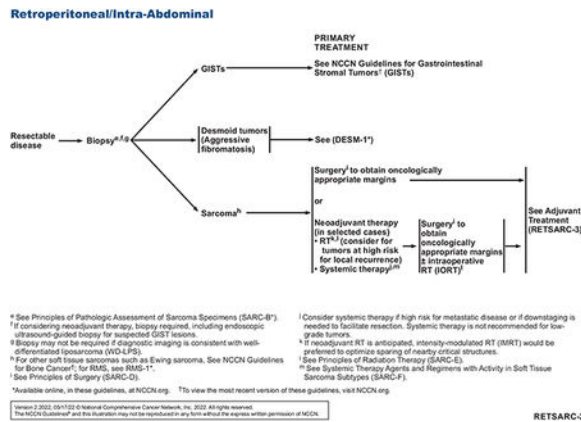 Retroperitoneal/Intra-Abdominal
PRIMARY
TREATMENT
GISTs
See NCCN Guidelines for Gastrointestinal
Stromal Tumors† (GISTs)
Resectable
disease
Biopsye,f,g
Desmoid tumors
(Aggressive
fibromatosis)
See (DESM-1*)
Sarcomah
Surgeryi to obtain oncologically
appropriate margins
or
Neoadjuvant therapy
(in selected cases)
• RTk,l (consider for
tumors at high risk
for local recurrence)
• Systemic therapyj,m
Surgeryi to
obtain
oncologically
appropriate margins
± intraoperative
RT (IORT)l
See Adjuvant
Treatment
(RETSARC-3)
e See Principles of Pathologic Assessment of Sarcoma Specimens (SARC-B*).
f If considering neoadjuvant therapy, biopsy required, including endoscopic
ultrasound-guided biopsy for suspected GIST lesions.
g Biopsy may not be required if diagnostic imaging is consistent with well-
differentiated liposarcoma (WD-LPS).
h For other soft tissue sarcomas such as Ewing sarcoma, See NCCN Guidelines
for Bone Cancer†; for RMS, see RMS-1*.
i See Principles of Surgery (SARC-D).
j Consider systemic therapy if high risk for metastatic disease or if downstaging is
needed to facilitate resection. Systemic therapy is not recommended for low-
grade tumors.
k If neoadjuvant RT is anticipated, intensity-modulated RT (IMRT) would be
preferred to optimize sparing of nearby critical structures.
l See Principles of Radiation Therapy (SARC-E).
m See Systemic Therapy Agents and Regimens with Activity in Soft Tissue
Sarcoma Subtypes (SARC-F).
*Available online, in these guidelines, at NCCN.org. †To view the most recent version of these guidelines, visit NCCN.org.
Version 2.2022, 05/17/22 © National Comprehensive Cancer Network, Inc. 2022. All rights reserved.
The NCCN Guidelines® and this illustration may not be reproduced in any form without the express written permission of NCCN.